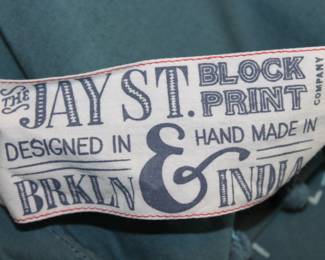 THE JAY ST. BLOCK PRINT COMPANY
DESIGNED IN & HAND MADE IN
BRKLN INDIA